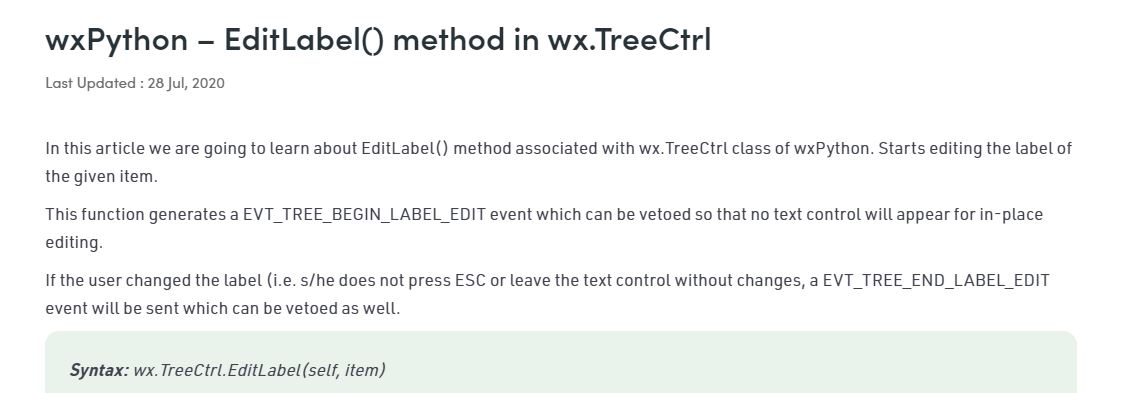 wxPython – EditLabel() method in wx.TreeCtrl
Last Updated : 28 Jul, 2020
In this article we are going to learn about EditLabel() method associated with wx.TreeCtrl class of wxPython. Starts editing the label of
the given item.
This function generates a EVT_TREE_BEGIN_LABEL_EDIT event which can be vetoed so that no text control will appear for in-place
editing.
If the user changed the label (i.e. s/he does not press ESC or leave the text control without changes, a EVT_TREE_END_LABEL_EDIT
event will be sent which can be vetoed as well.
Syntax: wx.TreeCtrl.EditLabel(self, item)